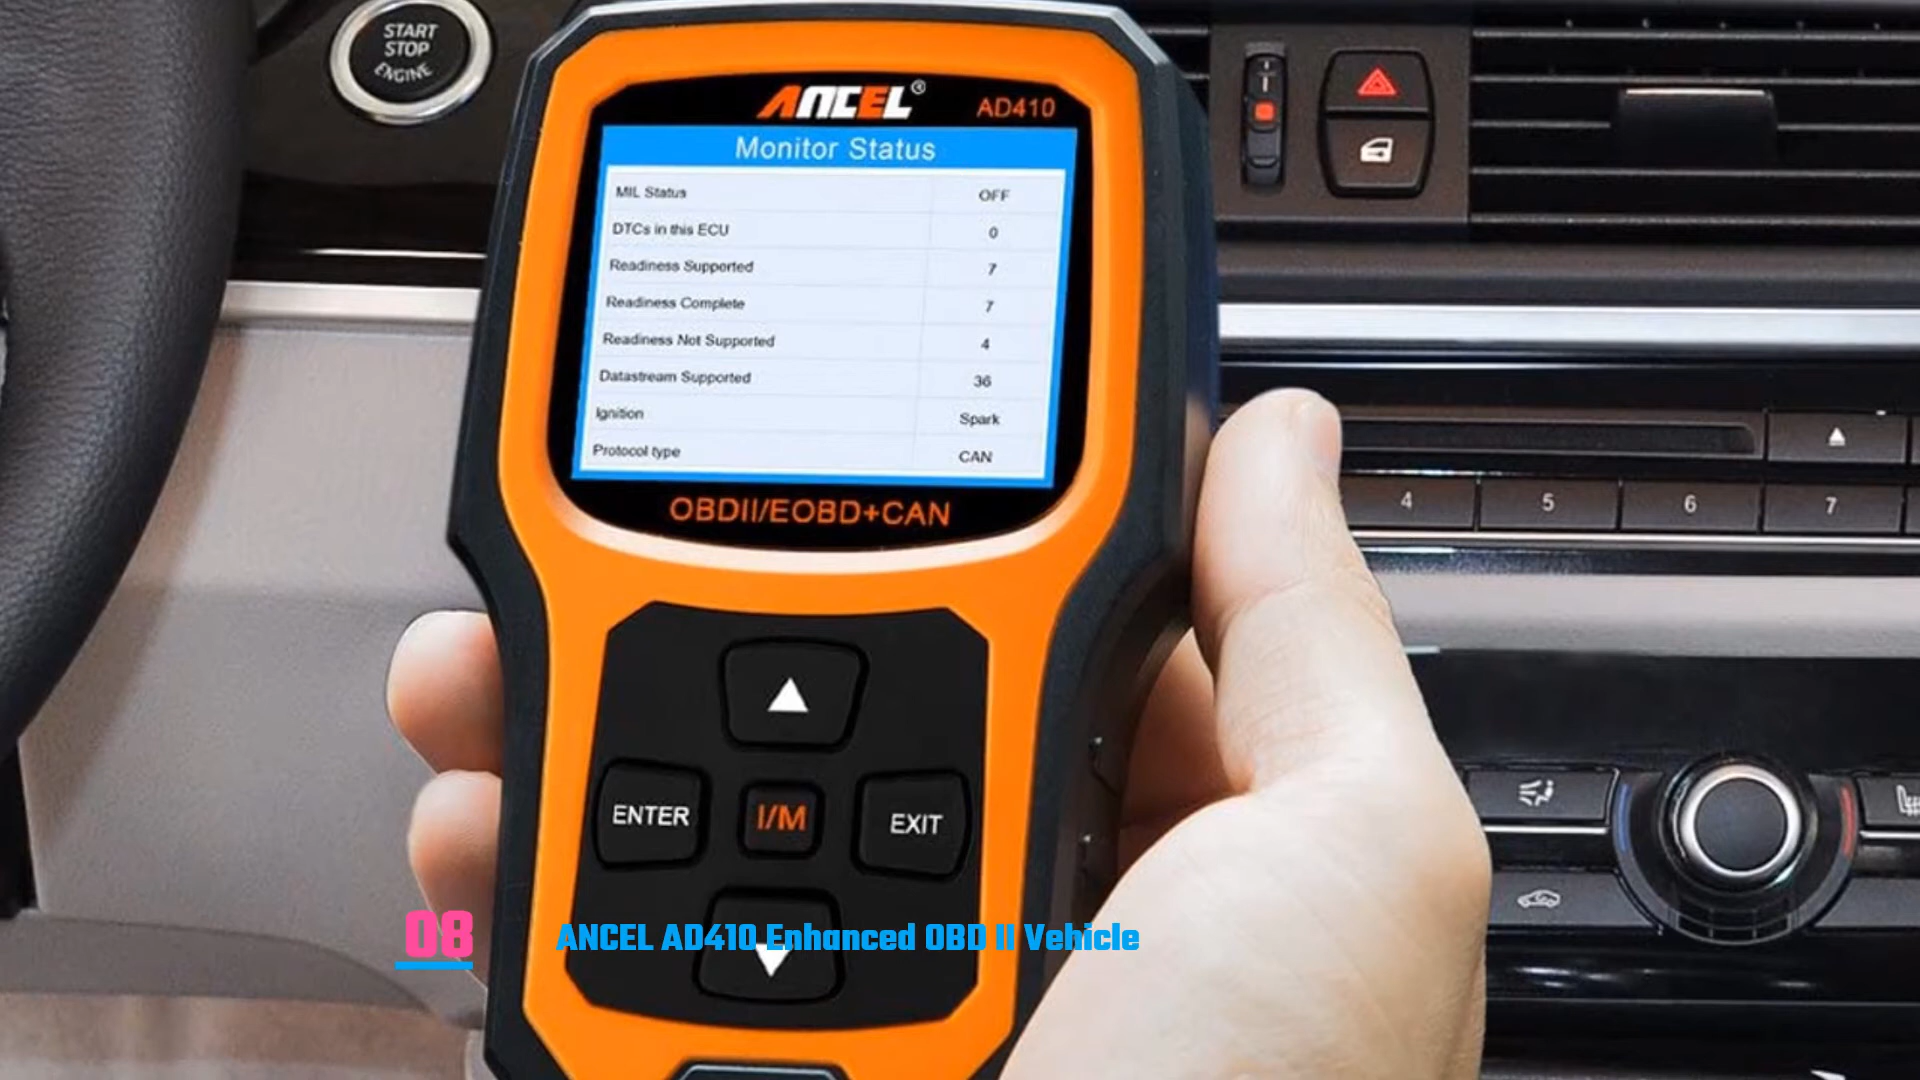 START
STOP
ENGINE
ANCEL®
AD410
Monitor Status
MIL Status OFF
DTCs in this ECU 0
Readiness Supported 7
Readiness Complete 7
Readiness Not Supported 4
Datastream Supported 36
Ignition Spark
Protocol type CAN
OBDII/EOBD+CAN
4 5 6 7
ENTER I/M EXIT
08 ANCEL AD410 Enhanced OBD II Vehicle